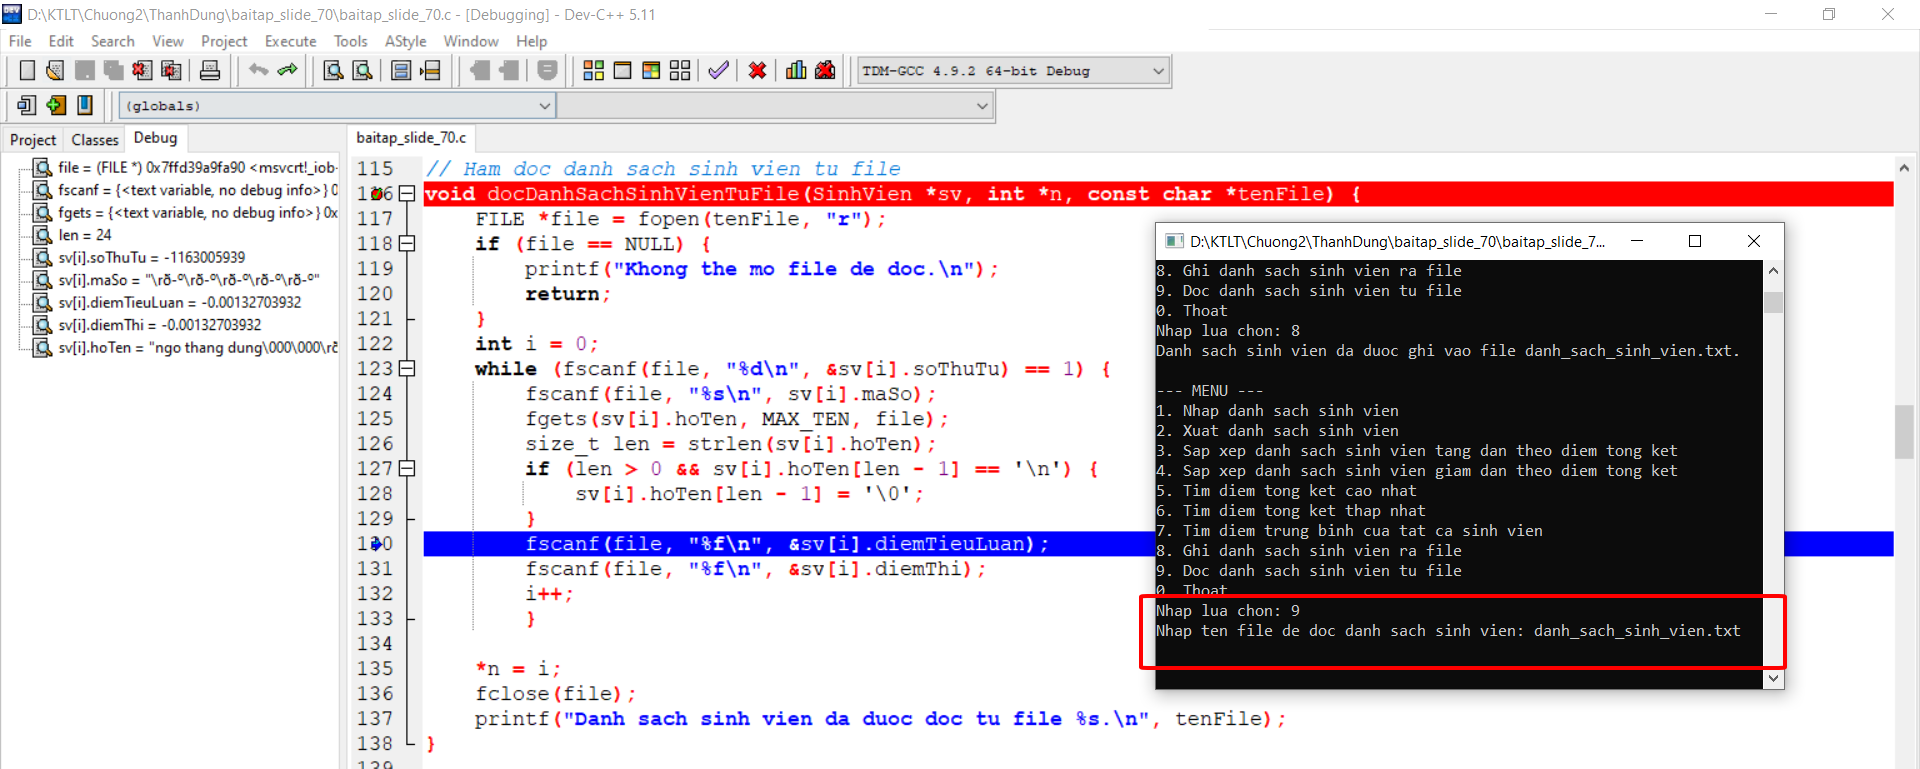 D:\KTLT\Chuong2\ThanhDung\baitap_slide_70\baitap_slide_70.c - [Debugging] - Dev-C++ 5.11
File Edit Search View Project Execute Tools AStyle Window Help
TDM-GCC 4.9.2 64-bit Debug
(globals)
Project Classes Debug
file = (FILE *) 0x7ffd39a9fa90 <msvcrt!_iob-
fscanf = {<text variable, no debug info>} 0
fgets = {<text variable, no debug info>} 0x
len = 24
sv[i].soThuTu = -1163005939
sv[i].maSo = "\rð-º\rð-º\rð-º\rð-º\rð-º"
sv[i].diemTieuLuan = -0.00132703932
sv[i].diemThi = -0.00132703932
sv[i].hoTen = "ngo thang dung\000\000\rð
baitap_slide_70.c
115 // Ham doc danh sach sinh vien tu file
116 void docDanhSachSinhVienTuFile(SinhVien *sv, int *n, const char *tenFile) {
117 FILE *file = fopen(tenFile, "r");
118 if (file == NULL) {
119 printf("Khong the mo file de doc.\n");
120 return;
121 }
122 int i = 0;
123 while (fscanf(file, "%d\n", &sv[i].soThuTu) == 1) {
124 fscanf(file, "%s\n", sv[i].maSo);
125 fgets(sv[i].hoTen, MAX_TEN, file);
126 size_t len = strlen(sv[i].hoTen);
127 if (len > 0 && sv[i].hoTen[len - 1] == '\n') {
128 sv[i].hoTen[len - 1] = '\0';
129 }
130 fscanf(file, "%f\n", &sv[i].diemTieuLuan);
131 fscanf(file, "%f\n", &sv[i].diemThi);
132 i++;
133 }
134
135 *n = i;
136 fclose(file);
137 printf("Danh sach sinh vien da duoc doc tu file %s.\n", tenFile);
138 }
139
D:\KTLT\Chuong2\ThanhDung\baitap_slide_70\baitap_slide_7...
8. Ghi danh sach sinh vien ra file
9. Doc danh sach sinh vien tu file
0. Thoat
Nhap lua chon: 8
Danh sach sinh vien da duoc ghi vao file danh_sach_sinh_vien.txt.
--- MENU ---
1. Nhap danh sach sinh vien
2. Xuat danh sach sinh vien
3. Sap xep danh sach sinh vien tang dan theo diem tong ket
4. Sap xep danh sach sinh vien giam dan theo diem tong ket
5. Tim diem tong ket cao nhat
6. Tim diem tong ket thap nhat
7. Tim diem trung binh cua tat ca sinh vien
8. Ghi danh sach sinh vien ra file
9. Doc danh sach sinh vien tu file
0. Thoat
Nhap lua chon: 9
Nhap ten file de doc danh sach sinh vien: danh_sach_sinh_vien.txt